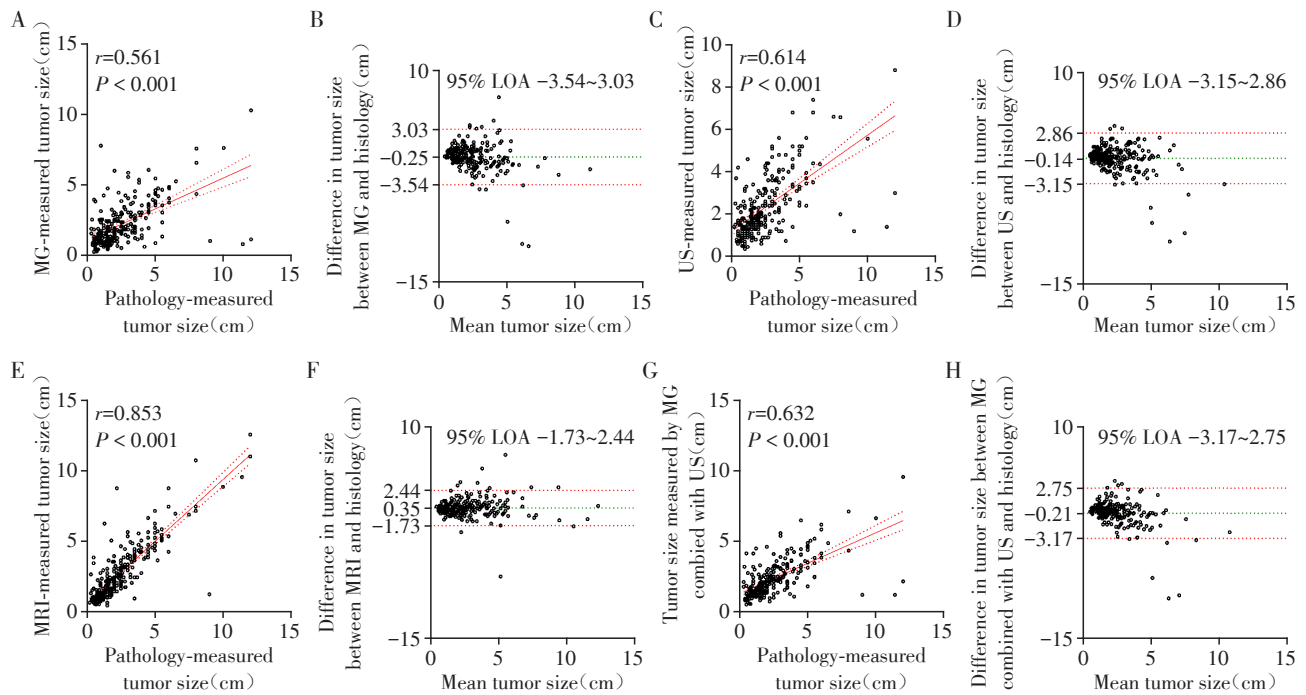 A
MG-measured tumor size(cm)
15
10
5
0
r=0.561
P < 0.001
0 5 10 15
Pathology-measured
tumor size(cm)
B
Difference in tumor size
between MG and histology(cm)
10
3.03
-0.25
-3.54
-15
95% LOA -3.54~3.03
0 5 10 15
Mean tumor size(cm)
C
US-measured tumor size(cm)
10
8
6
4
2
0
r=0.614
P < 0.001
0 5 10 15
Pathology-measured
tumor size(cm)
D
Difference in tumor size
between US and histology(cm)
10
2.86
-0.14
-3.15
-15
95% LOA -3.15~2.86
0 5 10 15
Mean tumor size(cm)
E
MRI-measured tumor size(cm)
15
10
5
0
r=0.853
P < 0.001
0 5 10 15
Pathology-measured
tumor size(cm)
F
Difference in tumor size
between MRI and histology(cm)
10
2.44
0.35
-1.73
-15
95% LOA -1.73~2.44
0 5 10 15
Mean tumor size(cm)
G
Tumor size measured by MG
combied with US(cm)
15
10
5
0
r=0.632
P < 0.001
0 5 10 15
Pathology-measured
tumor size(cm)
H
Difference in tumor size between MG
combined with US and histology(cm)
10
2.75
-0.21
-3.17
-15
95% LOA -3.17~2.75
0 5 10 15
Mean tumor size(cm)